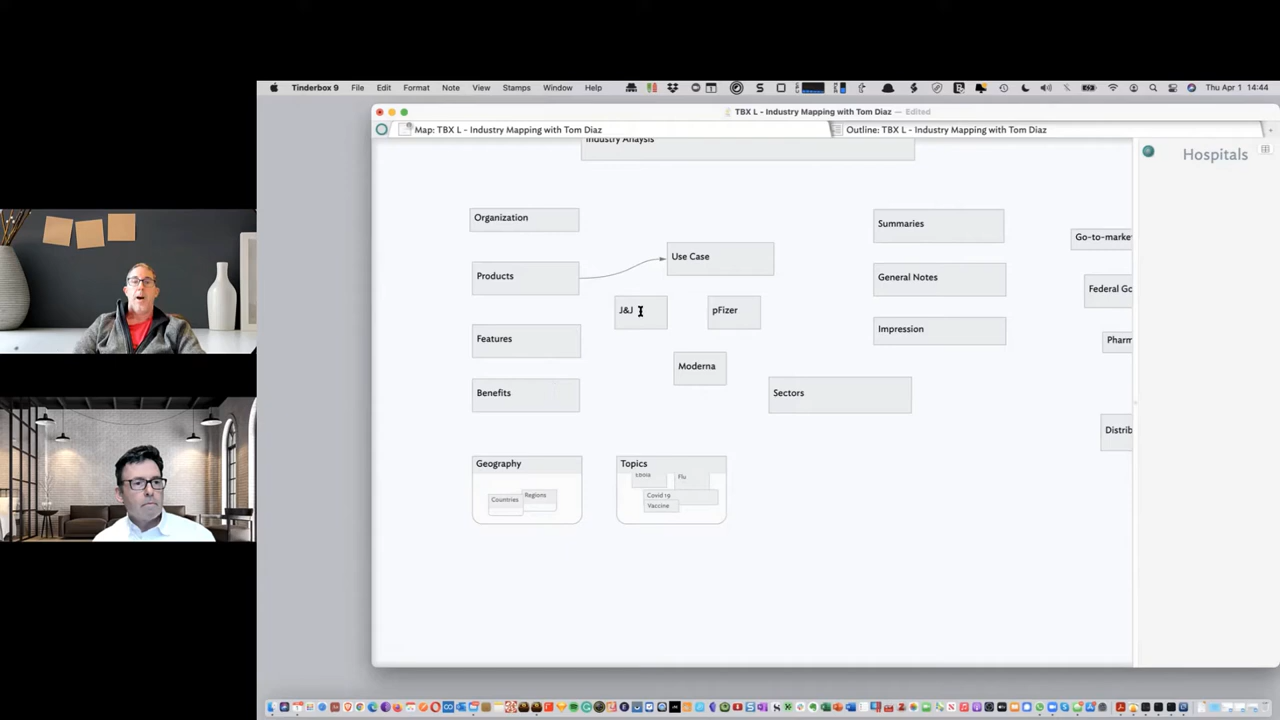 Tinderbox 9 File Edit Format Note View Stamps Window Help Thu Apr 1 14:44
TBX L - Industry Mapping with Tom Diaz — Edited
Map: TBX L - Industry Mapping with Tom Diaz
Outline: TBX L - Industry Mapping with Tom Diaz
Industry Anaysis
Hospitals
Organization
Summaries
Go-to-marke
Use Case
Products
General Notes
Federal Go
J&J
pFizer
Impression
Features
Pharm
Moderna
Benefits
Sectors
Distrib
Geography
Countries
Regions
Topics
Ebola
Flu
Covid 19
Vaccine